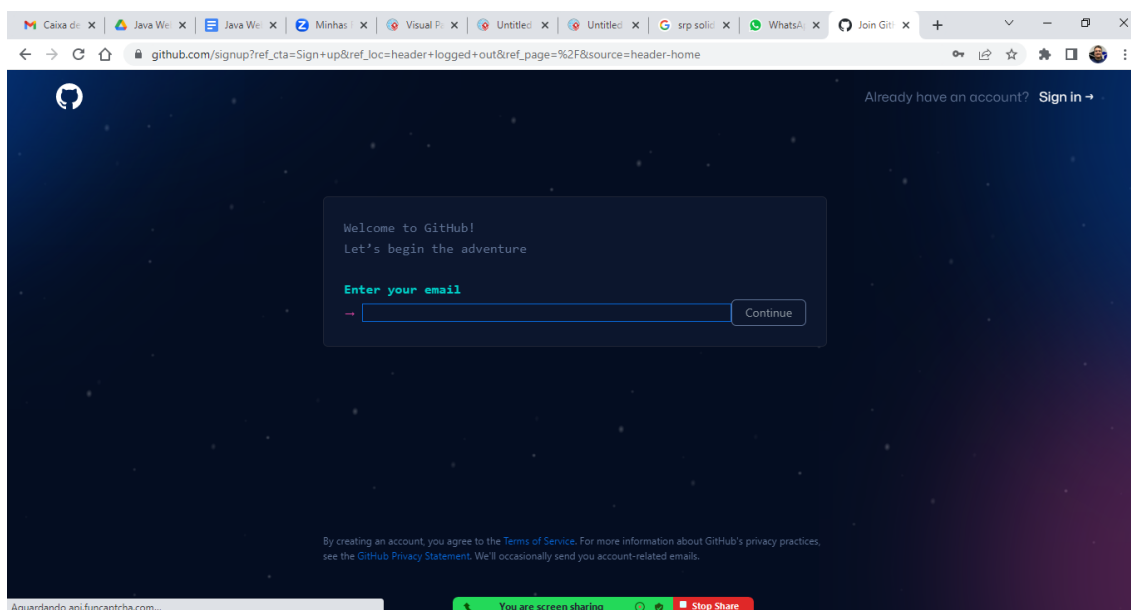 Caixa de
Java We
Java We
Minhas
Visual P
Untitled
Untitled
srp solid
WhatsA
Join Git
github.com/signup?ref_cta=Sign+up&ref_loc=header+logged+out&ref_page=%2F&source=header-home
Already have an account? Sign in →
Welcome to GitHub!
Let's begin the adventure
Enter your email
→
Continue
By creating an account, you agree to the Terms of Service. For more information about GitHub's privacy practices,
see the GitHub Privacy Statement. We'll occasionally send you account-related emails.
Aguardando api.funcaptcha.com...
You are screen sharing
Stop Share